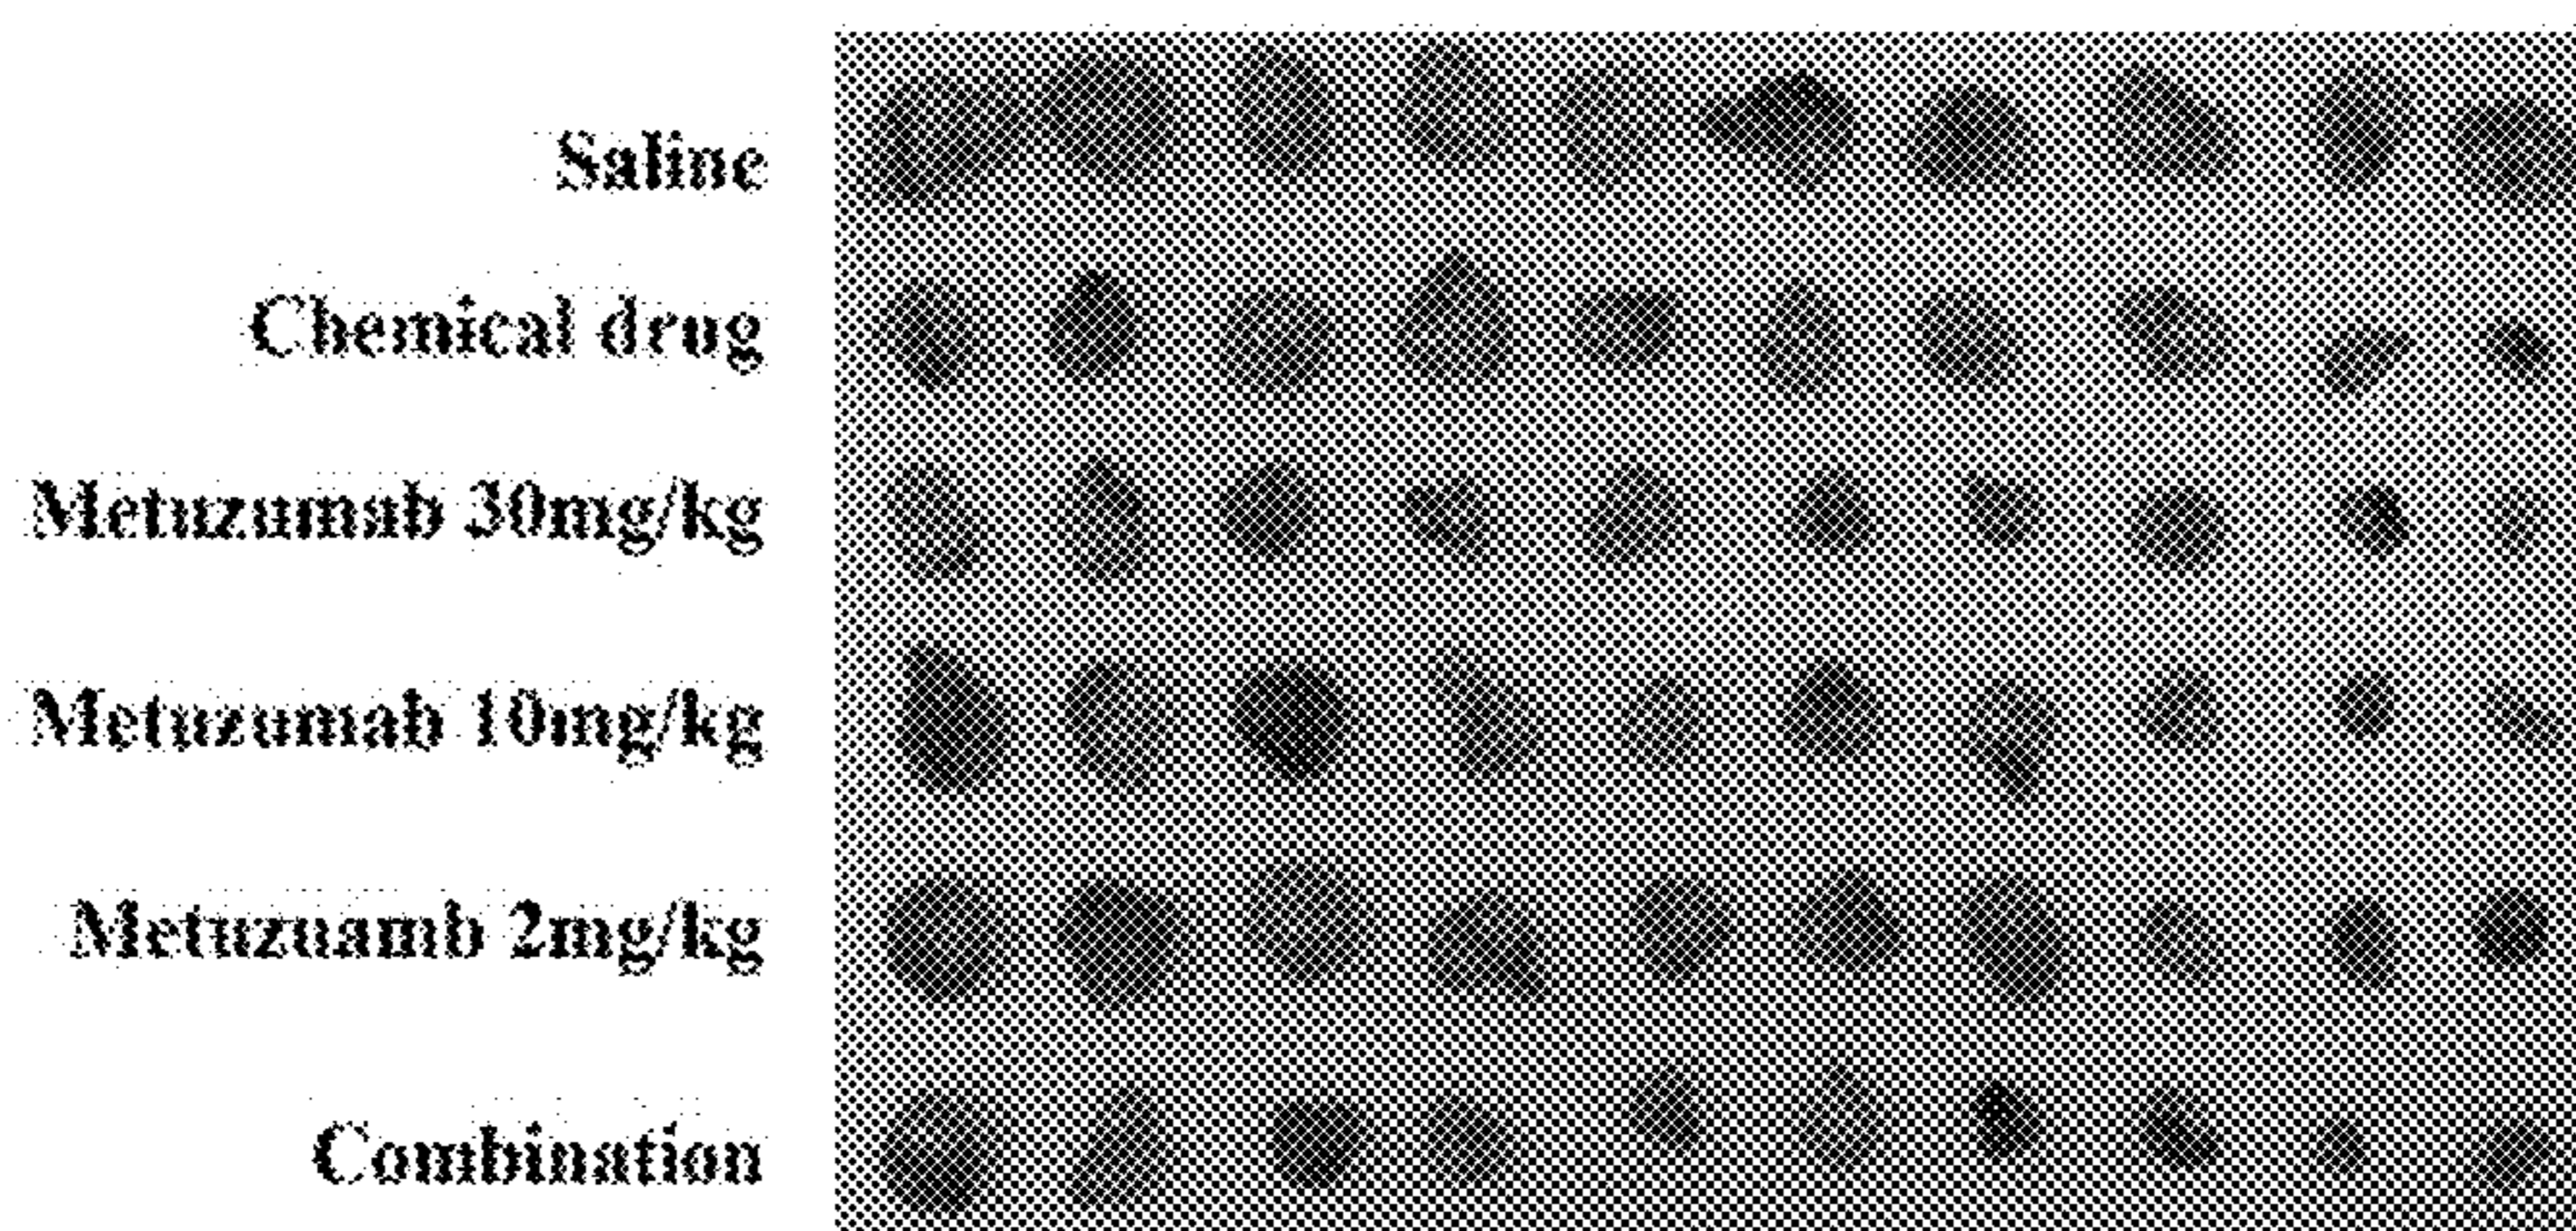 Saline
Chemical drug
Metuzumab 30mg/kg
Metuzumab 10mg/kg
Metuzuamb 2mg/kg
Combination